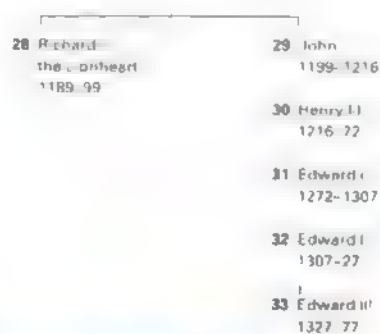 28 Richard
the Lionheart
1189-99
29 John
1199-1216
30 Henry III
1216-72
31 Edward I
1272-1307
32 Edward II
1307-27
33 Edward III
1327-77